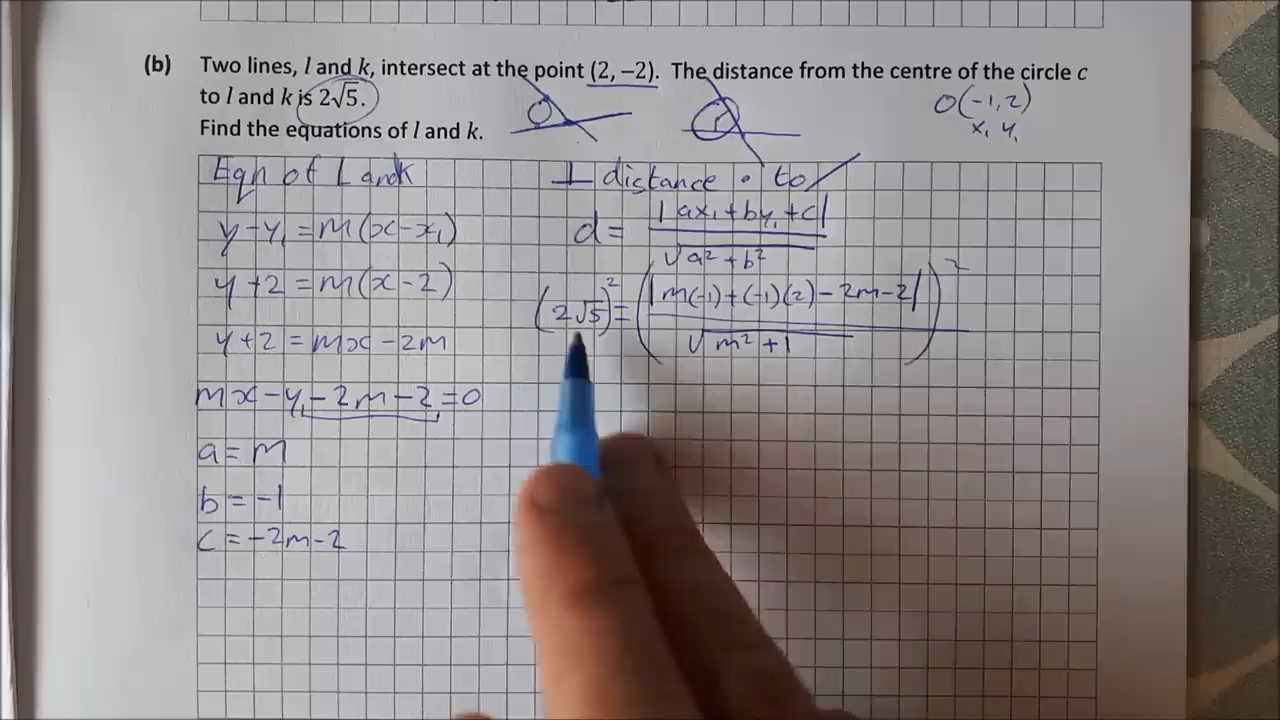 (b) Two lines, l and k, intersect at the point (2, −2). The distance from the centre of the circle c
to l and k is 2√5.
O(-1, 2)
x₁ y₁
Find the equations of l and k.
Eqn of L and k
y - y₁ = m(x - x₁)
y + 2 = m(x - 2)
y + 2 = mx - 2m
mx - y - 2m - 2 = 0
a = m
b = -1
c = -2m - 2
⊥ distance • to /
d = |ax₁ + by₁ + c| / √a² + b²
(2√5)² = (|m(-1) + (-1)(2) - 2m - 2| / √m² + 1)²